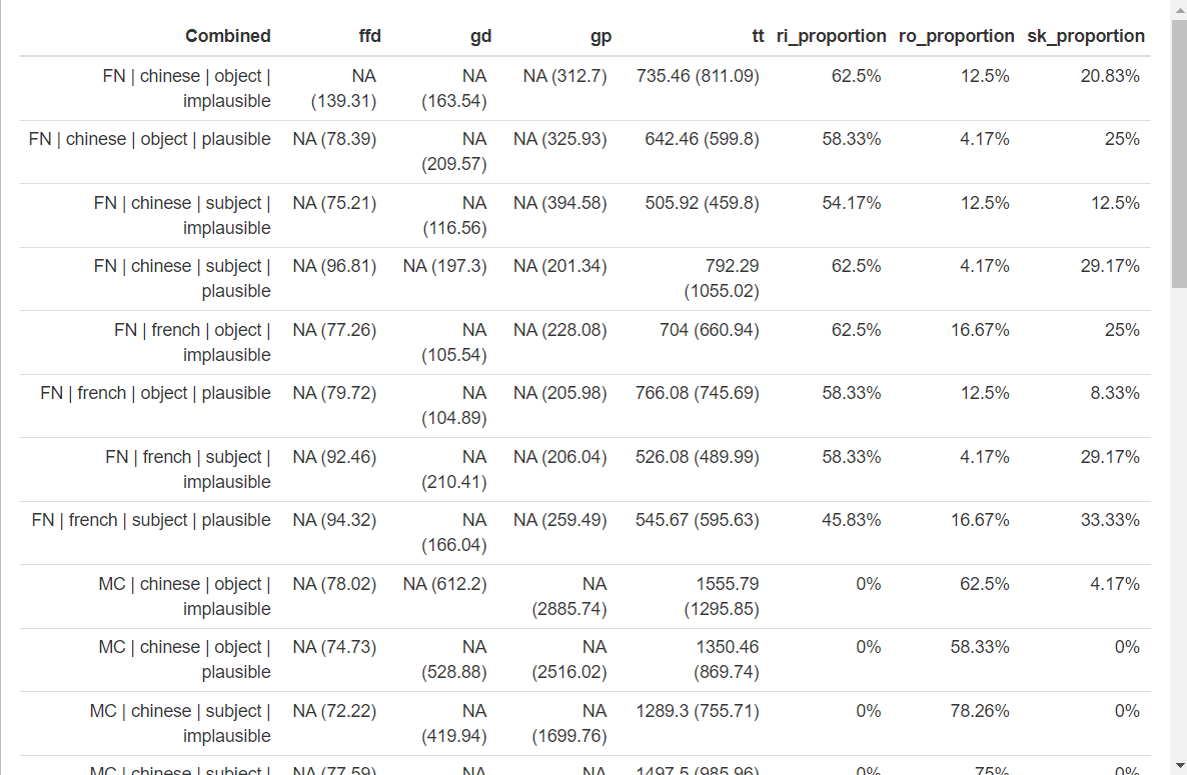 Combined ffd gd gp tt ri_proportion ro_proportion sk_proportion
FN | chinese | object | NA NA NA (312.7) 735.46 (811.09) 62.5% 12.5% 20.83%
implausible (139.31) (163.54)
FN | chinese | object | plausible NA (78.39) NA NA (325.93) 642.46 (599.8) 58.33% 4.17% 25%
(209.57)
FN | chinese | subject | NA (75.21) NA NA (394.58) 505.92 (459.8) 54.17% 12.5% 12.5%
implausible (116.56)
FN | chinese | subject | NA (96.81) NA (197.3) NA (201.34) 792.29 62.5% 4.17% 29.17%
plausible (1055.02)
FN | french | object | NA (77.26) NA NA (228.08) 704 (660.94) 62.5% 16.67% 25%
implausible (105.54)
FN | french | object | plausible NA (79.72) NA NA (205.98) 766.08 (745.69) 58.33% 12.5% 8.33%
(104.89)
FN | french | subject | NA (92.46) NA NA (206.04) 526.08 (489.99) 58.33% 4.17% 29.17%
implausible (210.41)
FN | french | subject | plausible NA (94.32) NA NA (259.49) 545.67 (595.63) 45.83% 16.67% 33.33%
(166.04)
MC | chinese | object | NA (78.02) NA (612.2) NA 1555.79 0% 62.5% 4.17%
implausible (2885.74) (1295.85)
MC | chinese | object | NA (74.73) NA NA 1350.46 0% 58.33% 0%
plausible (528.88) (2516.02) (869.74)
MC | chinese | subject | NA (72.22) NA NA 1289.3 (755.71) 0% 78.26% 0%
implausible (419.94) (1699.76)
MC | chinese | subject | NA (77.59) NA NA 1497.5 (985.96) 0% 75% 0%